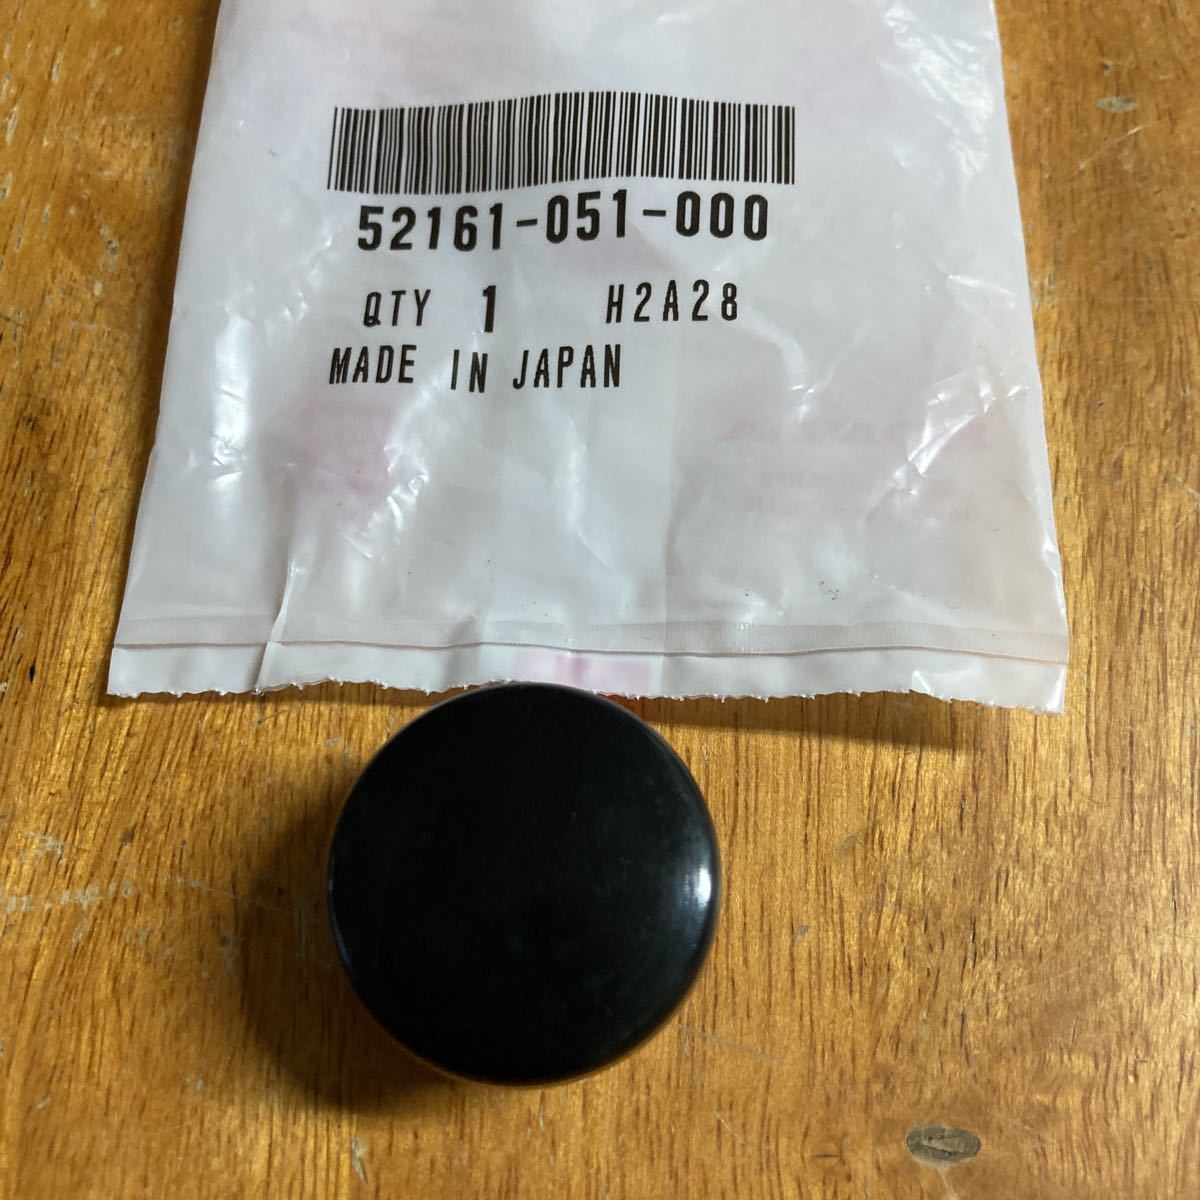 52161-051-000
QTY 1 H2A28
MADE IN JAPAN